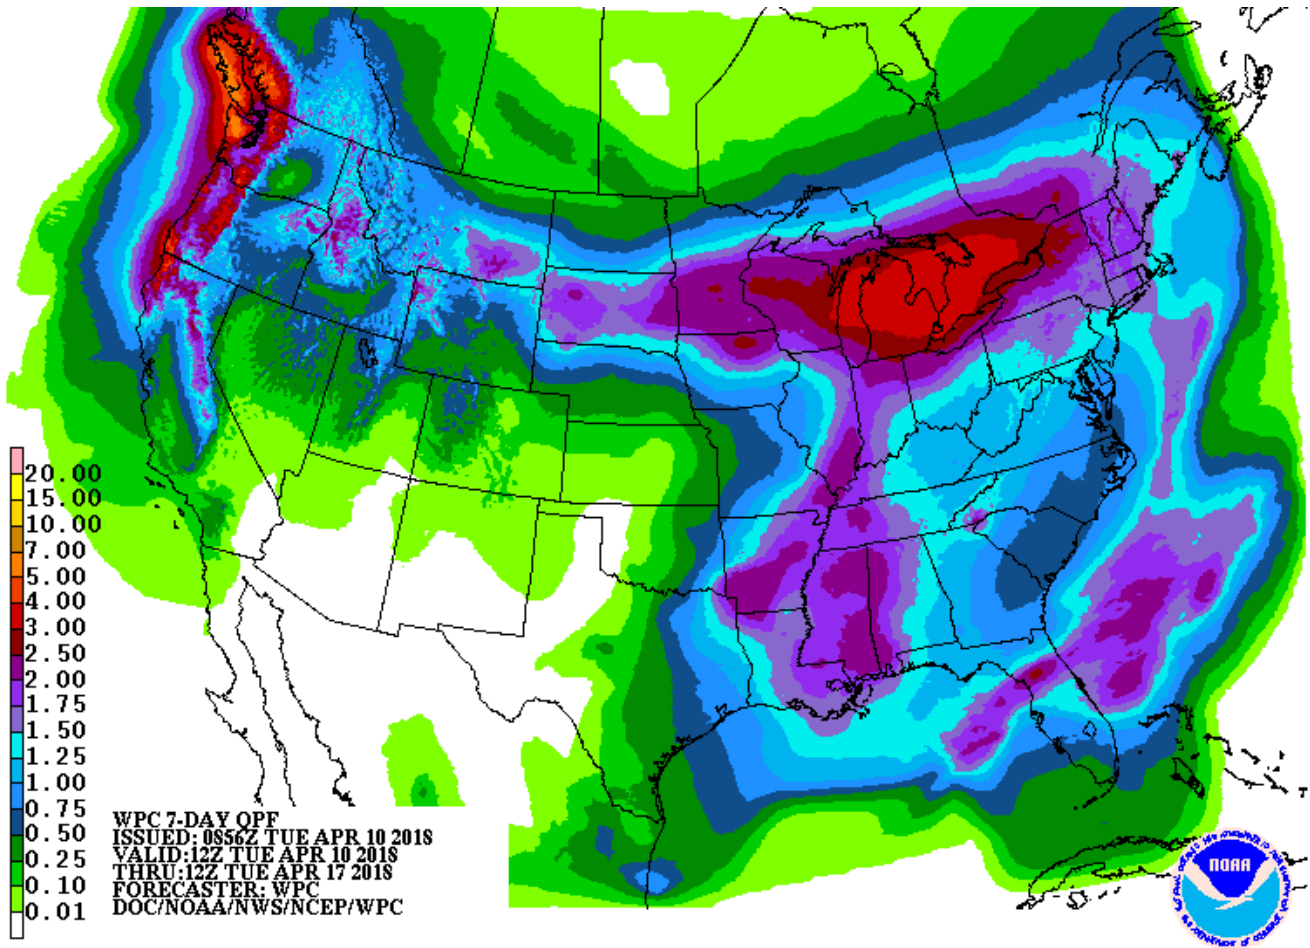 20.00
15.00
10.00
7.00
5.00
4.00
3.00
2.50
2.00
1.75
1.50
1.25
1.00
0.75
0.50
0.25
0.10
0.01
WPC 7-DAY QPF
ISSUED: 0856Z TUE APR 10 2018
VALID:12Z TUE APR 10 2018
THRU:12Z TUE APR 17 2018
FORECASTER: WPC
DOC/NOAA/NWS/NCEP/WPC
NOAA